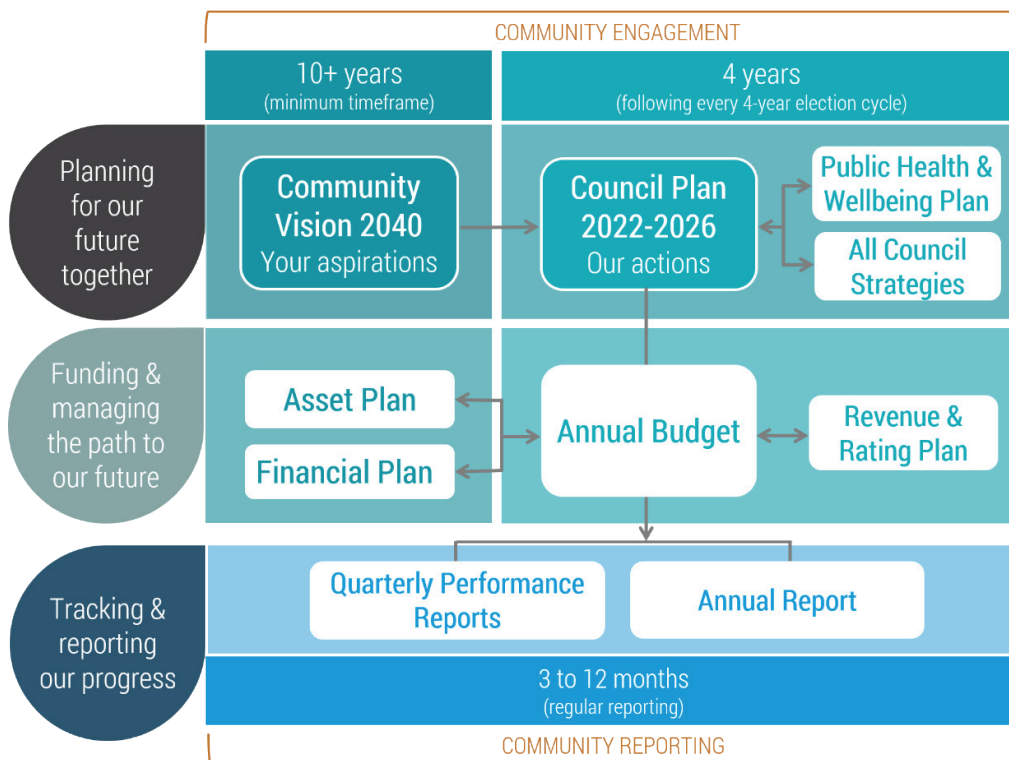 COMMUNITY ENGAGEMENT
10+ years
(minimum timeframe)
4 years
(following every 4-year election cycle)
Planning
for our
future
together
Community
Vision 2040
Your aspirations
Council Plan
2022-2026
Our actions
Public Health &
Wellbeing Plan
All Council
Strategies
Funding &
managing
the path to
our future
Asset Plan
Financial Plan
Annual Budget
Revenue &
Rating Plan
Tracking &
reporting
our progress
Quarterly Performance
Reports
Annual Report
3 to 12 months
(regular reporting)
COMMUNITY REPORTING